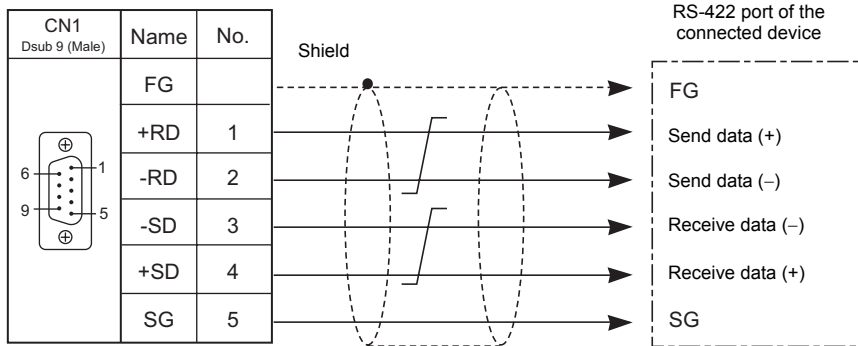 CN1
Dsub 9 (Male)
Name
No.
Shield
RS-422 port of the
connected device
FG
FG
+RD
1
Send data (+)
-RD
2
Send data (−)
-SD
3
Receive data (−)
+SD
4
Receive data (+)
SG
5
SG
6
1
9
5